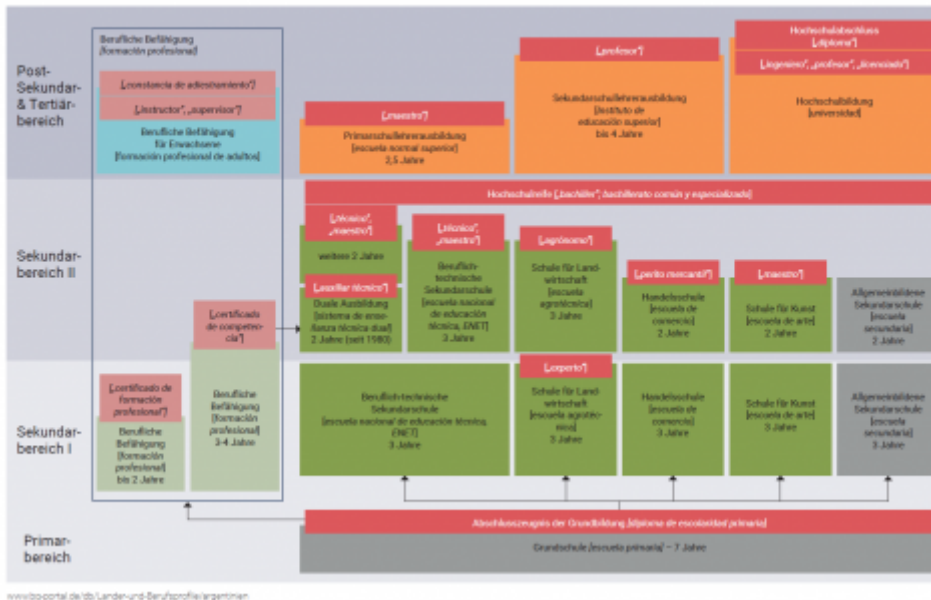 Post-
Sekundar-
& Tertiär-
bereich
Berufliche Befähigung
[formación profesional]
[„constancia de adiestramiento“]
[„instructor“, „supervisor“]
Berufliche Befähigung
für Erwachsene
[formación profesional de adultos]
[„maestro“]
Primarschullehrerausbildung
[escuela normal superior]
2,5 Jahre
[„profesor“]
Sekundarschullehrerausbildung
[instituto de
educación superior]
bis 4 Jahre
Hochschulabschluss
[„diploma“]
[„ingeniero“, „profesor“, „licenciado“]
Hochschulbildung
[universidad]
Hochschulreife [„bachiller“, bachillerato común y especializado]
Sekundar-
bereich II
[„técnico“,
„maestro“]
weitere 2 Jahre
[„auxiliar técnico“]
Duale Ausbildung
[sistema de ense-
ñanza técnica dual]
2 Jahre (seit 1980)
[„técnico“,
„maestro“]
Beruflich-
technische
Sekundarschule
[escuela nacional
de educación
técnica, ENET]
3 Jahre
[„agrónomo“]
Schule für Land-
wirtschaft
[escuela
agrotécnica]
3 Jahre
[„perito mercantil“]
Handelsschule
[escuela de
comercio]
2 Jahre
[„maestro“]
Schule für Kunst
[escuela de arte]
2 Jahre
Allgemeinbildene
Sekundarschule
[escuela
secundaria]
2 Jahre
[„certificado
de competen-
cia“]
Sekundar-
bereich I
[„certificado de
formación
profesional“]
Berufliche
Befähigung
[formación
profesional]
bis 2 Jahre
Berufliche
Befähigung
[formación
profesional]
3-4 Jahre
Beruflich-technische
Sekundarschule
[escuela nacional de educación técnica,
ENET]
3 Jahre
[„experto“]
Schule für Land-
wirtschaft
[escuela agrotéc-
nica]
3 Jahre
Handelsschule
[escuela de
comercio]
3 Jahre
Schule für Kunst
[escuela de arte]
3 Jahre
Allgemeinbildene
Sekundarschule
[escuela
secundaria]
3 Jahre
Primar-
bereich
Abschlusszeugnis der Grundbildung [diploma de escolaridad primaria]
Grundschule [escuela primaria] – 7 Jahre
www.bq-portal.de/db/Länder-und-Berufsprofile/argentinien